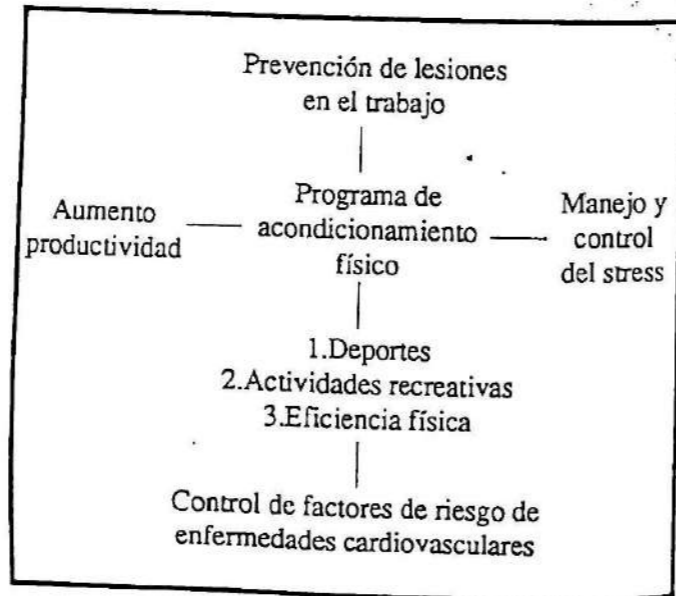 Prevención de lesiones
en el trabajo
Aumento
productividad
Programa de
acondicionamiento
físico
Manejo y
control
del stress
1.Deportes
2.Actividades recreativas
3.Eficiencia física
Control de factores de riesgo de
enfermedades cardiovasculares